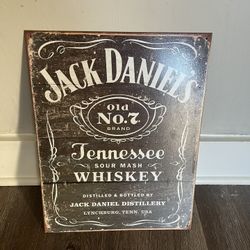 JACK DANIEL'S
Old
No.7
BRAND
Tennessee
SOUR MASH
WHISKEY
DISTILLED & BOTTLED BY
JACK DANIEL DISTILLERY
LYNCHBURG, TENN. USA